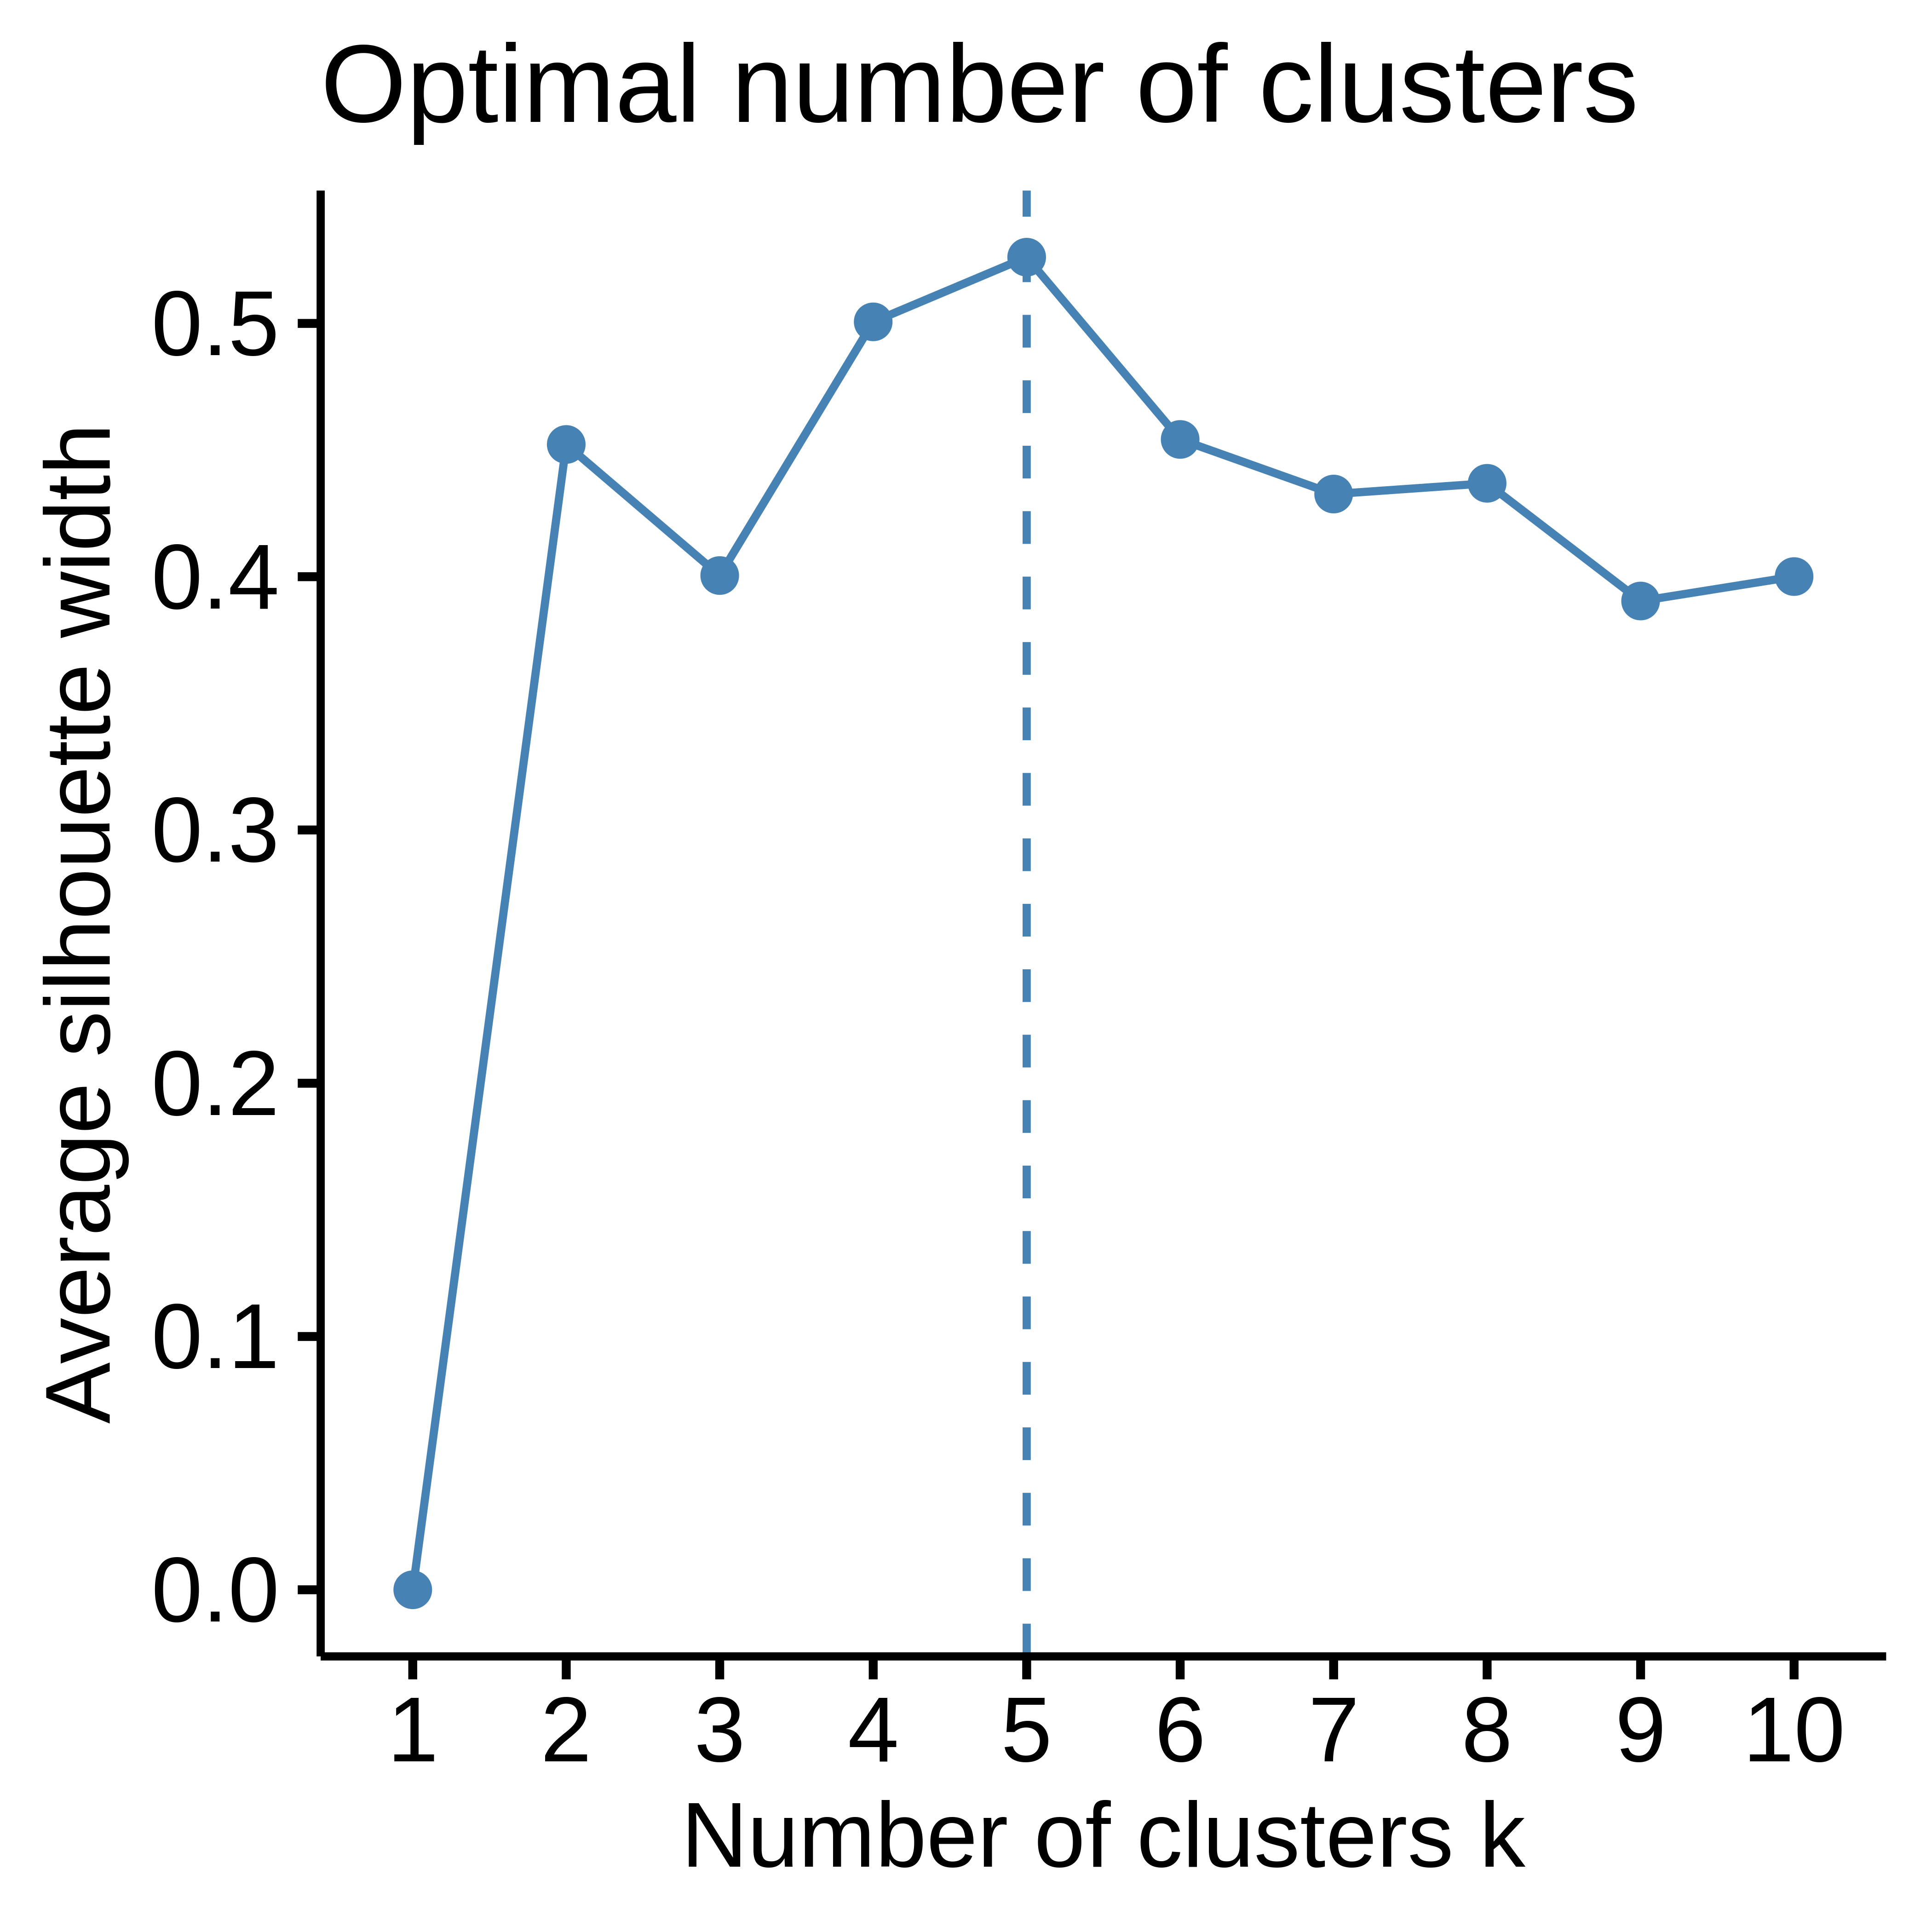 Optimal number of clusters
Average silhouette width
0.5
0.4
0.3
0.2
0.1
0.0
1 2 3 4 5 6 7 8 9 10
Number of clusters k